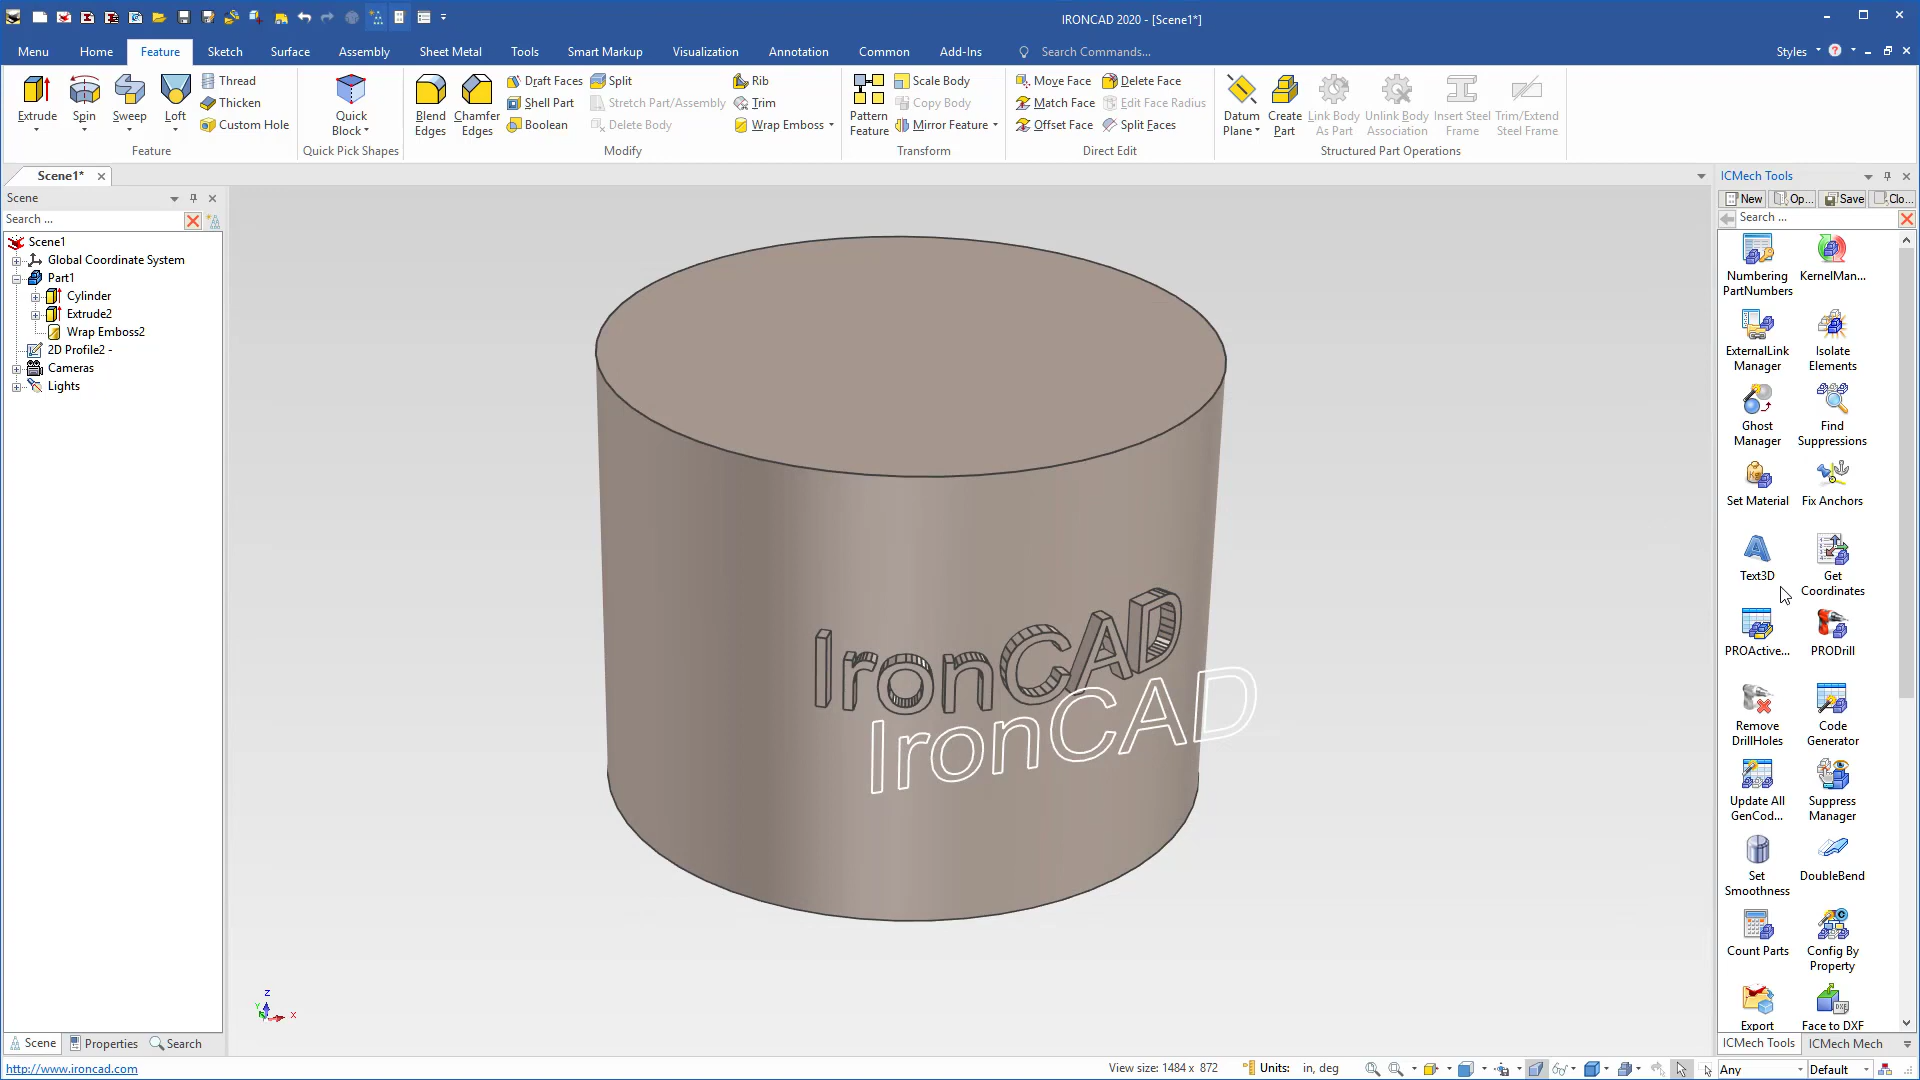 IRONCAD 2020 - [Scene1*]
Menu Home Feature Sketch Surface Assembly Sheet Metal Tools Smart Markup Visualization Annotation Common Add-Ins Search Commands... Styles
Extrude Spin Sweep Loft
Thread
Thicken
Custom Hole
Feature
Quick Block
Quick Pick Shapes
Blend Edges
Chamfer Edges
Draft Faces
Shell Part
Boolean
Split
Stretch Part/Assembly
Delete Body
Rib
Trim
Wrap Emboss
Modify
Pattern Feature
Scale Body
Copy Body
Mirror Feature
Transform
Move Face
Match Face
Offset Face
Delete Face
Edit Face Radius
Split Faces
Direct Edit
Datum Plane
Create Part
Link Body As Part
Unlink Body Association
Insert Steel Frame
Trim/Extend Steel Frame
Structured Part Operations
Scene1*
Scene
Search ...
Scene1
Global Coordinate System
Part1
Cylinder
Extrude2
Wrap Emboss2
2D Profile2 -
Cameras
Lights
IronCAD
IronCAD
Z
Y
X
ICMech Tools
New Op... Save Clo...
Search ...
Numbering PartNumbers
KernelMan...
ExternalLink Manager
Isolate Elements
Ghost Manager
Find Suppressions
Set Material
Fix Anchors
Text3D
Get Coordinates
PROActive...
PRODrill
Remove DrillHoles
Code Generator
Update All GenCod...
Suppress Manager
Set Smoothness
DoubleBend
Count Parts
Config By Property
Export
Face to DXF
ICMech Tools ICMech Mech
Scene Properties Search
http://www.ironcad.com
View size: 1484 x 872
Units: in, deg
Any
Default